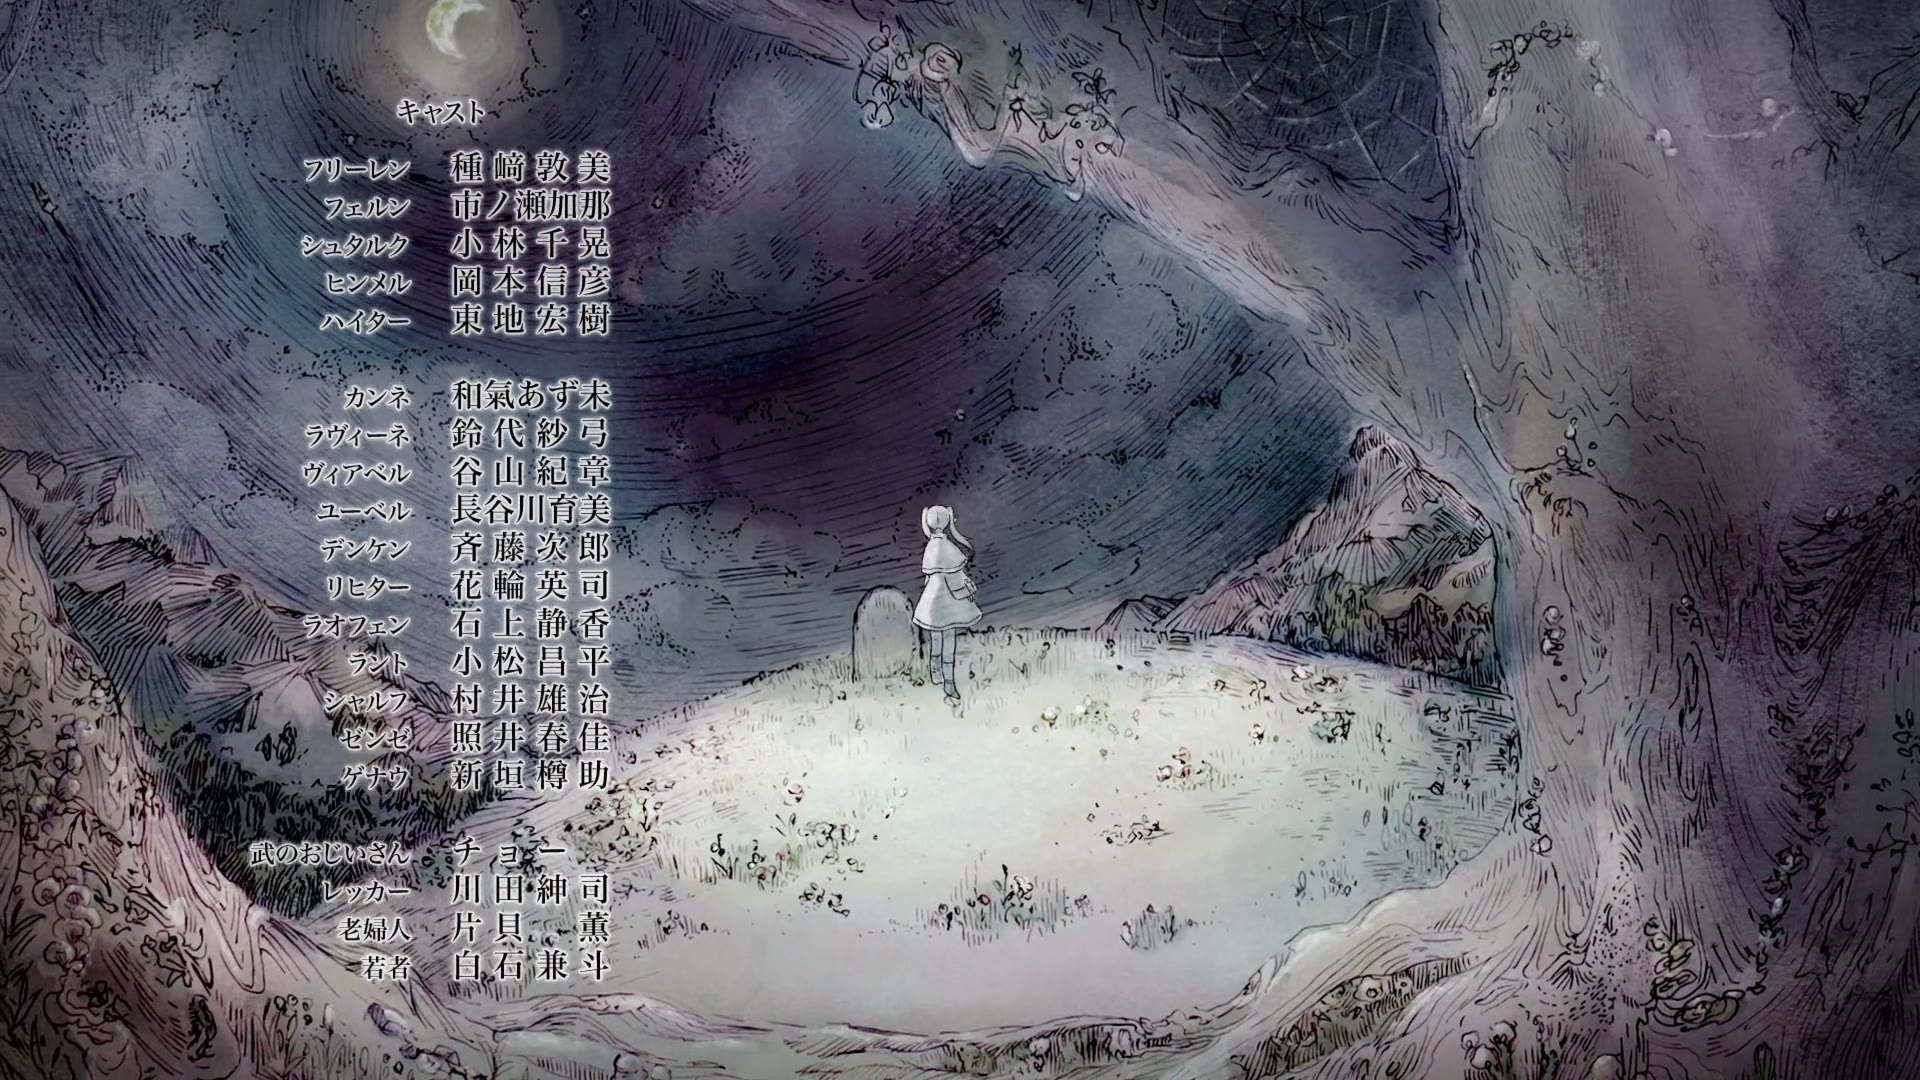 キャスト
フリーレン 種﨑敦美
フェルン 市ノ瀬加那
シュタルク 小林千晃
ヒンメル 岡本信彦
ハイター 東地宏樹
カンネ 和氣あず未
ラヴィーネ 鈴代紗弓
ヴィアベル 谷山紀章
ユーベル 長谷川育美
デンケン 斉藤次郎
リヒター 花輪英司
ラオフェン 石上静香
ラント 小松昌平
シャルフ 村井雄治
ゼンゼ 照井春佳
ゲナウ 新垣樽助
武のおじいさん チョー
レッカー 川田紳司
老婦人 片貝薫
若者 白石兼斗